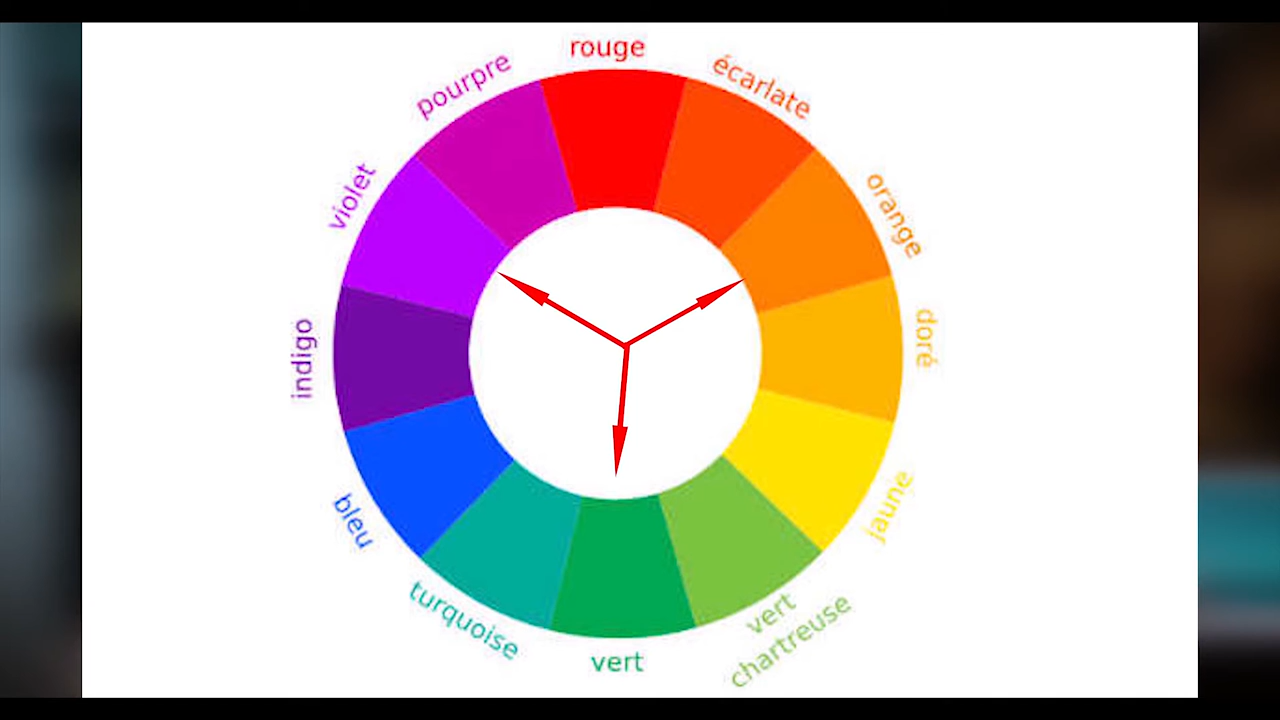 rouge
écarlate
orange
doré
jaune
vert
chartreuse
vert
turquoise
bleu
indigo
violet
pourpre